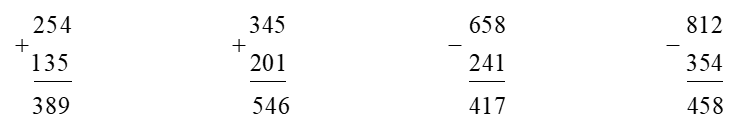 254 345 658 812
+ + − −
135 201 241 354
389 546 417 458